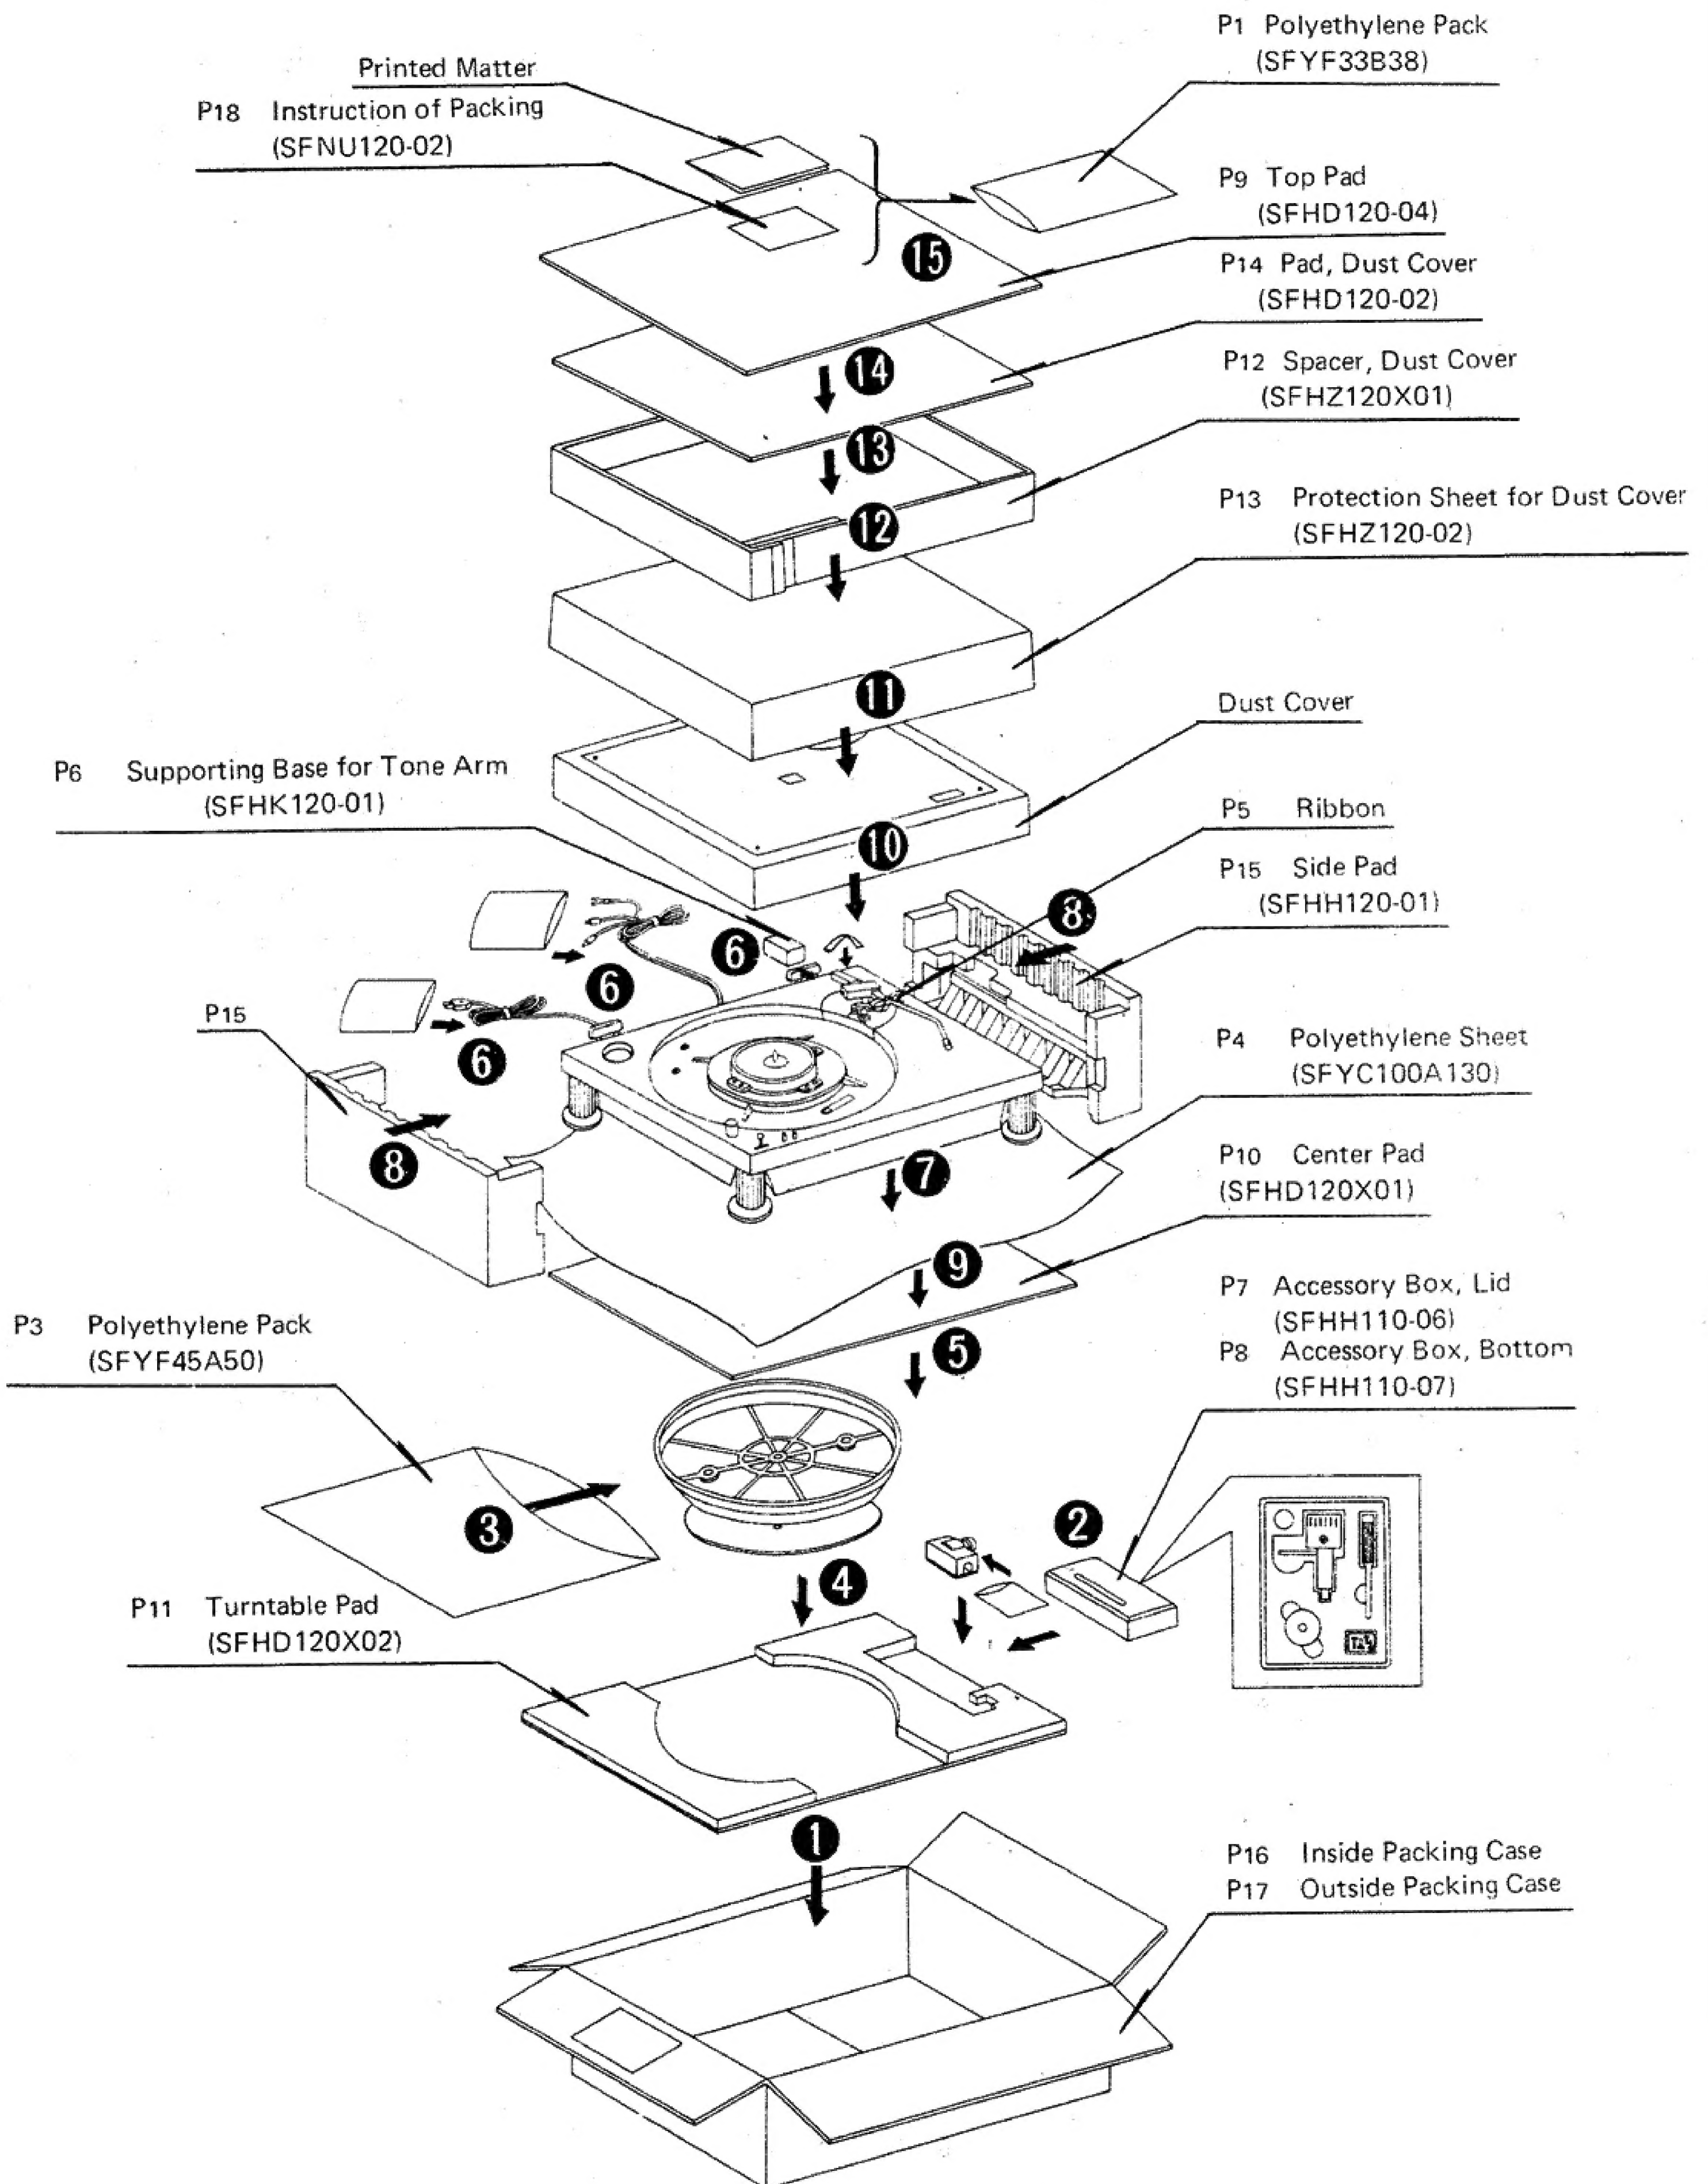 P1 Polyethylene Pack
(SFYF33B38)
Printed Matter
P18 Instruction of Packing
(SFNU120-02)
P9 Top Pad
(SFHD120-04)
15
P14 Pad, Dust Cover
(SFHD120-02)
14
P12 Spacer, Dust Cover
(SFHZ120X01)
13
12
P13 Protection Sheet for Dust Cover
(SFHZ120-02)
11
Dust Cover
P6 Supporting Base for Tone Arm
(SFHK120-01)
10
P5 Ribbon
P15 Side Pad
(SFHH120-01)
8
6
6
6
P15
P4 Polyethylene Sheet
(SFYC100A130)
8
7
P10 Center Pad
(SFHD120X01)
9
P7 Accessory Box, Lid
(SFHH110-06)
P8 Accessory Box, Bottom
(SFHH110-07)
P3 Polyethylene Pack
(SFYF45A50)
5
3
2
4
P11 Turntable Pad
(SFHD120X02)
1
P16 Inside Packing Case
P17 Outside Packing Case